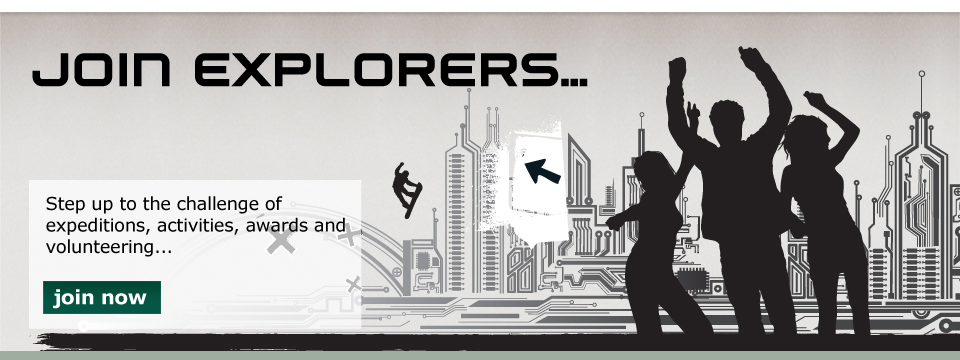 JOIN EXPLORERS...
Step up to the challenge of
expeditions, activities, awards and
volunteering...
join now